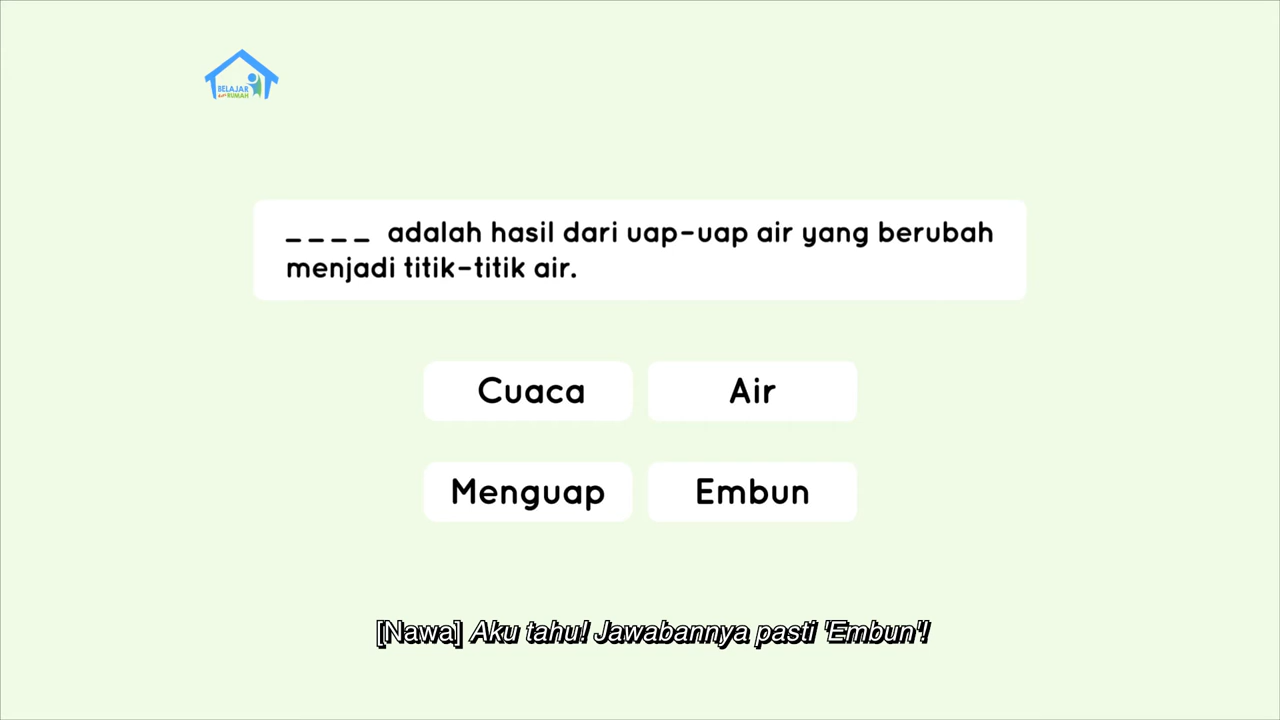 BELAJAR
dari RUMAH
_ _ _ _ adalah hasil dari uap-uap air yang berubah
menjadi titik-titik air.
Cuaca
Air
Menguap
Embun
[Nawa] Aku tahu! Jawabannya pasti 'Embun'!